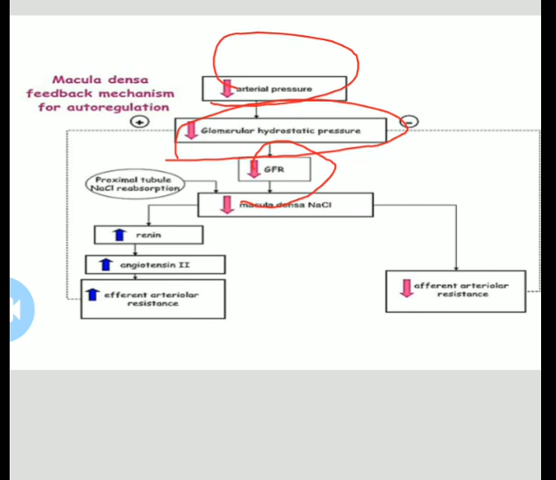 Macula densa
feedback mechanism
for autoregulation
arterial pressure
+
−
Glomerular hydrostatic pressure
GFR
Proximal tubule
NaCl reabsorption
macula densa NaCl
renin
angiotensin II
efferent arteriolar
resistance
afferent arteriolar
resistance